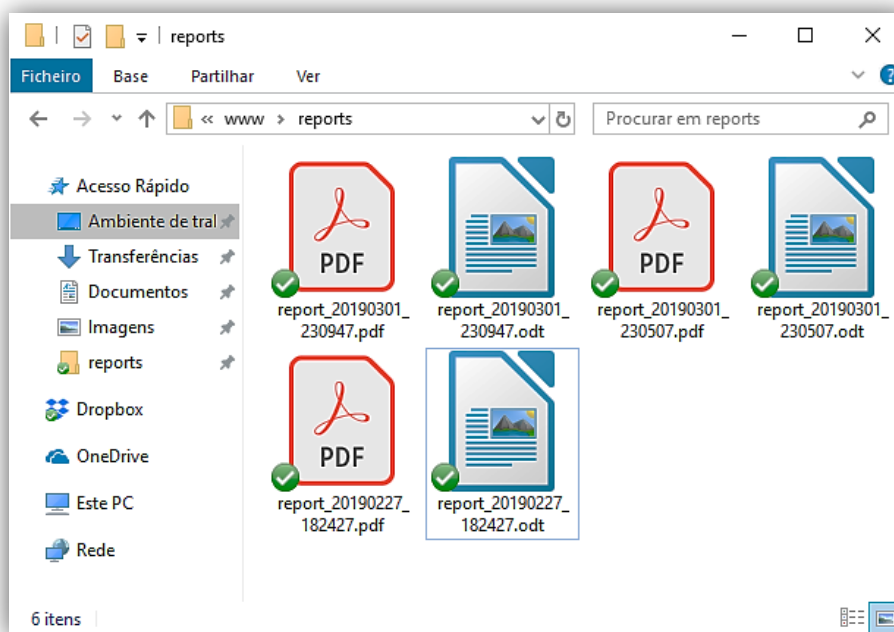 reports
Ficheiro Base Partilhar Ver
?
« www > reports
Procurar em reports
Acesso Rápido
Ambiente de tral
Transferências
Documentos
Imagens
reports
Dropbox
OneDrive
Este PC
Rede
PDF PDF
report_20190301_
230947.pdf
report_20190301_
230947.odt
report_20190301_
230507.pdf
report_20190301_
230507.odt
PDF
report_20190227_
182427.pdf
report_20190227_
182427.odt
6 itens